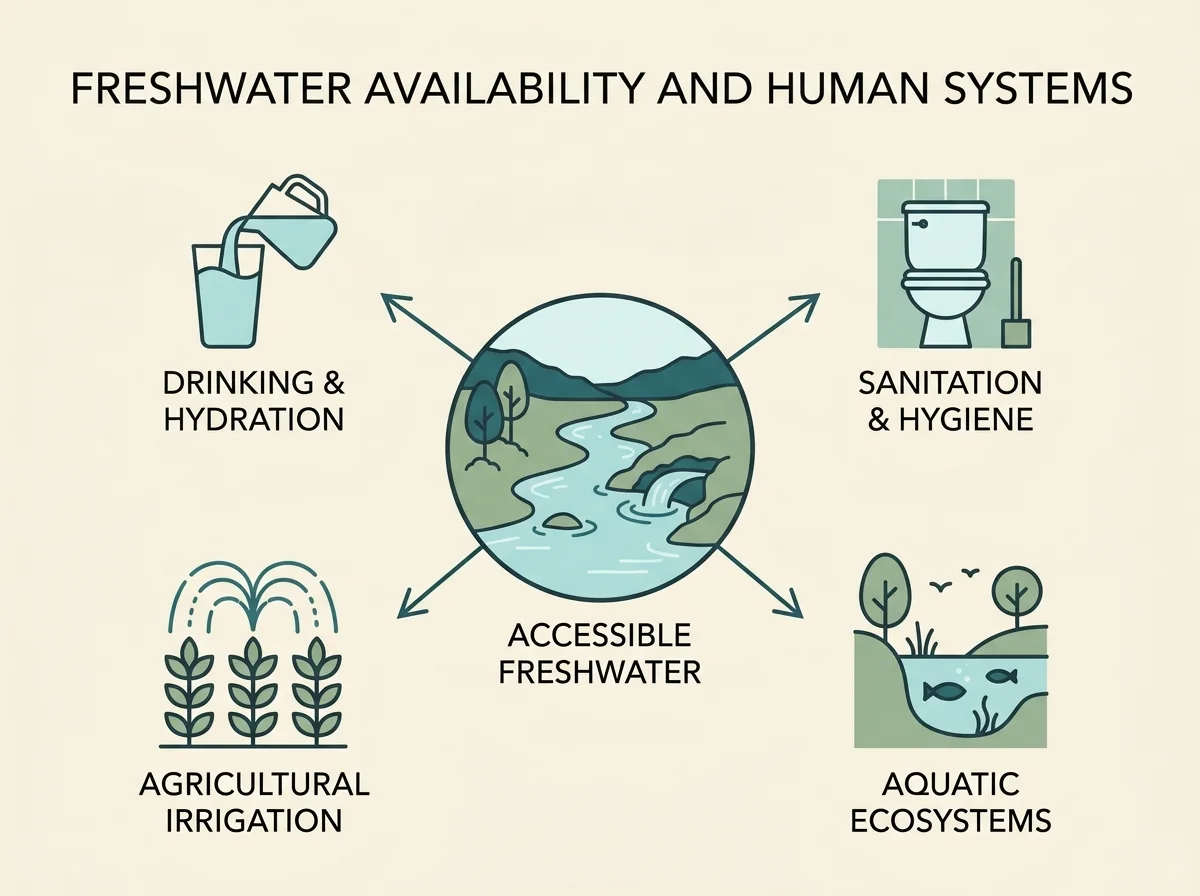 FRESHWATER AVAILABILITY AND HUMAN SYSTEMS
DRINKING &
HYDRATION
SANITATION
& HYGIENE
ACCESSIBLE
FRESHWATER
AGRICULTURAL
IRRIGATION
AQUATIC
ECOSYSTEMS